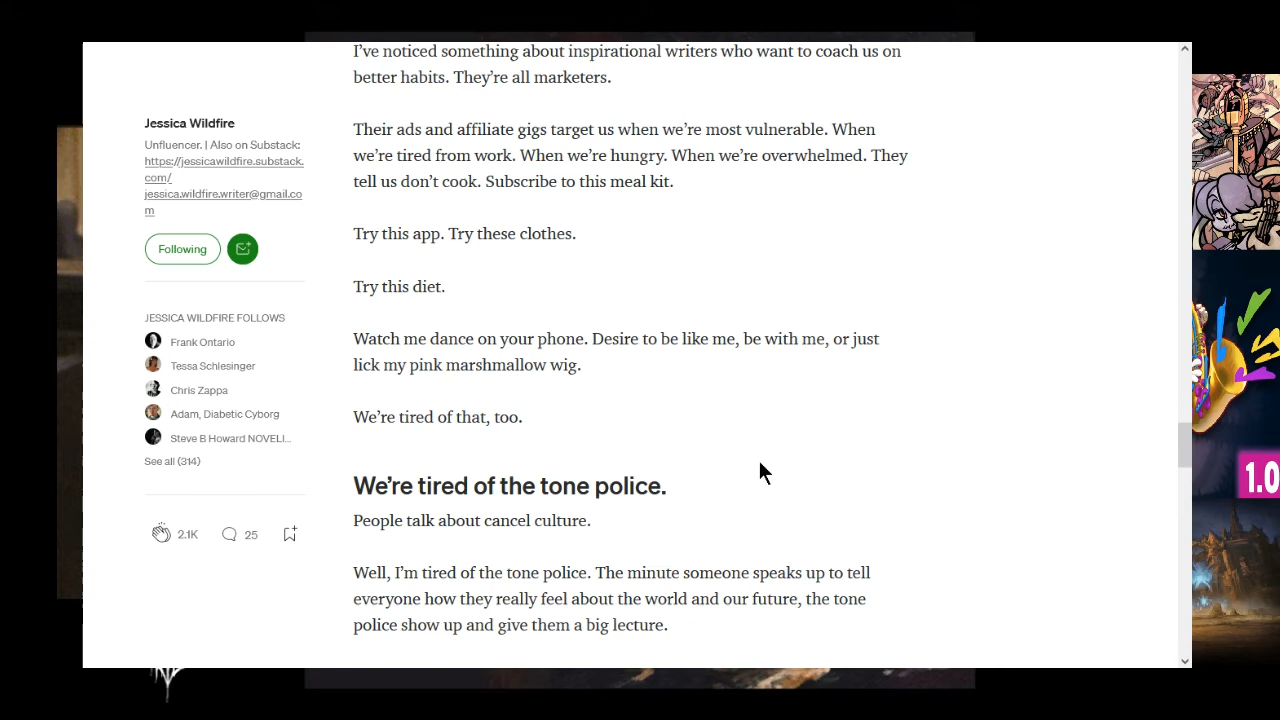 I’ve noticed something about inspirational writers who want to coach us on
better habits. They’re all marketers.
Their ads and affiliate gigs target us when we’re most vulnerable. When
we’re tired from work. When we’re hungry. When we’re overwhelmed. They
tell us don’t cook. Subscribe to this meal kit.
Try this app. Try these clothes.
Try this diet.
Watch me dance on your phone. Desire to be like me, be with me, or just
lick my pink marshmallow wig.
We’re tired of that, too.
We’re tired of the tone police.
People talk about cancel culture.
Well, I’m tired of the tone police. The minute someone speaks up to tell
everyone how they really feel about the world and our future, the tone
police show up and give them a big lecture.
Jessica Wildfire
Unfluencer. | Also on Substack:
https://jessicawildfire.substack.
com/
jessica.wildfire.writer@gmail.co
m
Following
JESSICA WILDFIRE FOLLOWS
Frank Ontario
Tessa Schlesinger
Chris Zappa
Adam, Diabetic Cyborg
Steve B Howard NOVELI...
See all (314)
2.1K
25
1.0